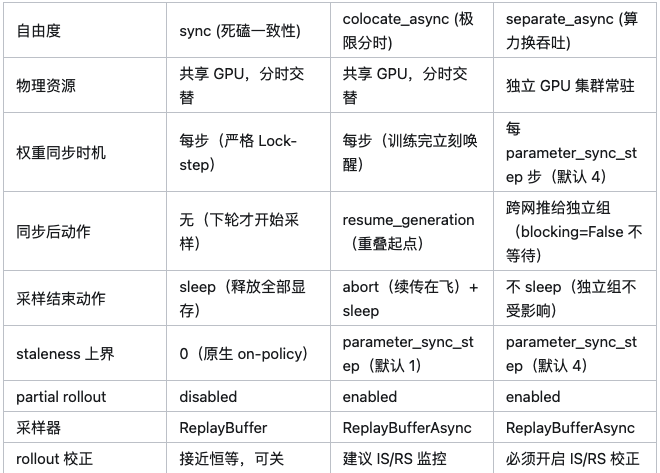 自由度
sync (死磕一致性)
colocate_async (极
限分时)
separate_async (算
力换吞吐)
物理资源
共享 GPU，分时交
替
共享 GPU，分时交
替
独立 GPU 集群常驻
权重同步时机
每步（严格 Lock-
step）
每步（训练完立刻唤
醒）
每
parameter_sync_st
ep 步（默认 4）
同步后动作
无（下轮才开始采
样）
resume_generation
（重叠起点）
跨网推给独立组
（blocking=False 不
等待）
采样结束动作
sleep（释放全部显
存）
abort（续传在飞）+
sleep
不 sleep（独立组不
受影响）
staleness 上界
0（原生 on-policy）
parameter_sync_st
ep（默认 1）
parameter_sync_st
ep（默认 4）
partial rollout
disabled
enabled
enabled
采样器
ReplayBuffer
ReplayBufferAsync
ReplayBufferAsync
rollout 校正
接近恒等，可关
建议 IS/RS 监控
必须开启 IS/RS 校正